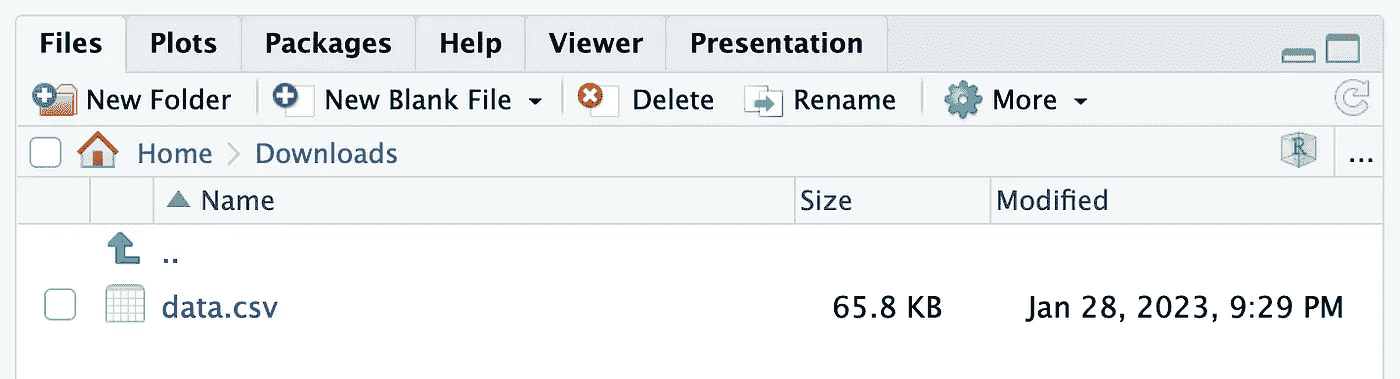 Files Plots Packages Help Viewer Presentation
New Folder New Blank File Delete Rename More
Home Downloads R ...
Name Size Modified
..
data.csv 65.8 KB Jan 28, 2023, 9:29 PM